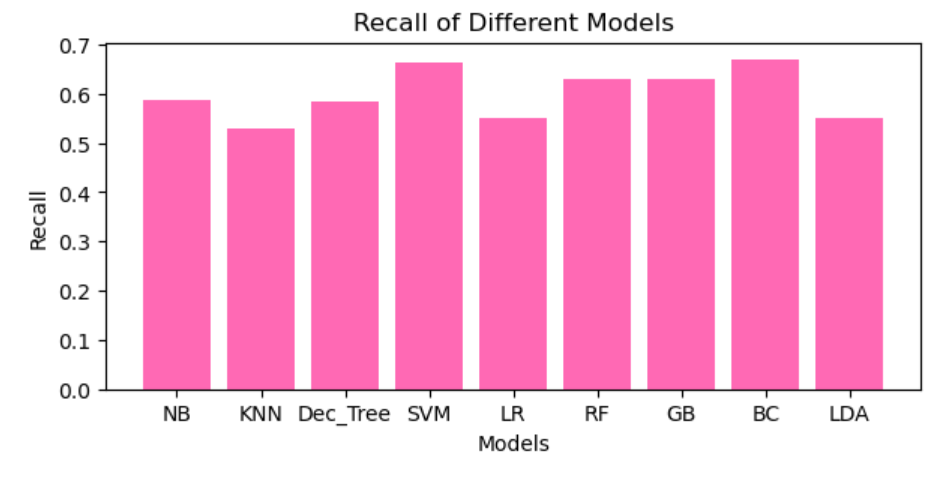 Recall of Different Models
0.7
0.6
0.5
0.4
0.3
0.2
0.1
0.0
Recall
NB KNN Dec_Tree SVM LR RF GB BC LDA
Models